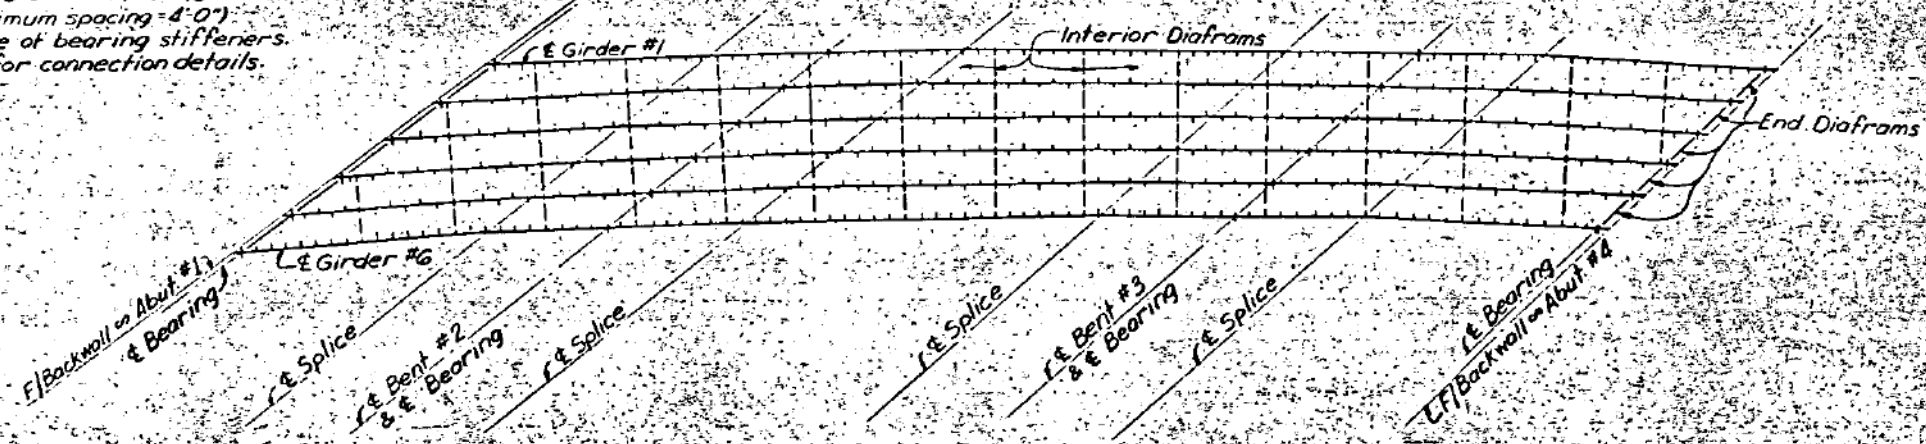 mum spacing = 4'-0")
e of bearing stiffeners.
or connection details.
℄ Girder #1
Interior Diaframs
End Diaframs
℄ Girder #6
F/Backwall ∞ Abut #1
℄ Bearing
℄ Splice
℄ Bent #2
& ℄ Bearing
℄ Splice
℄ Splice
℄ Bent #3
& ℄ Bearing
℄ Splice
℄ Bearing
F/Backwall ∞ Abut #4